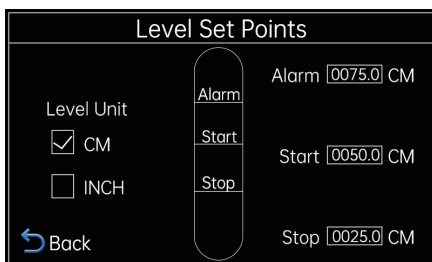 Level Set Points
Level Unit
CM
INCH
Back
Alarm
Start
Stop
Alarm 0075.0 CM
Start 0050.0 CM
Stop 0025.0 CM